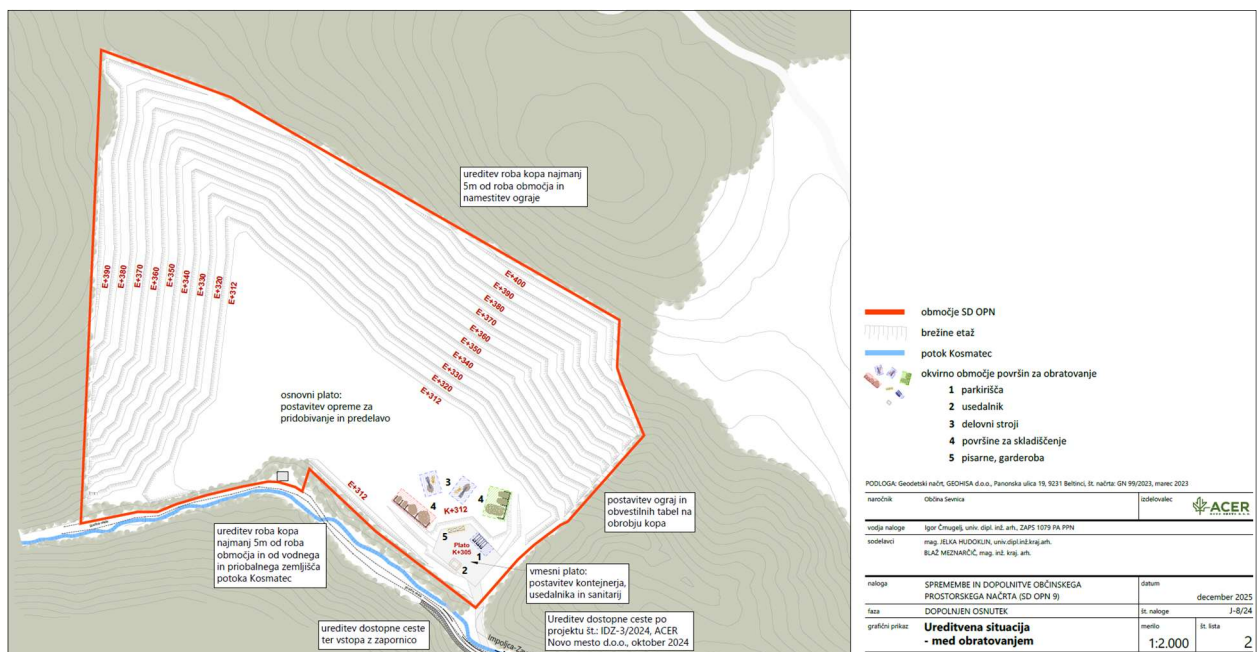 ureditev roba kopa najmanj
5m od roba območja in
namestitev ograje
E+390
E+380
E+370
E+360
E+350
E+340
E+330
E+320
E+312
E+400
E+390
E+380
E+370
E+360
E+350
E+340
E+330
E+320
E+312
osnovni plato:
postavitev opreme za
pridobivanje in predelavo
E+312
3
4
4
K+312
5
Plato
K+305
1
2
postavitev ograj in
obvestilnih tabel na
obrobju kopa
ureditev roba kopa
najmanj 5m od roba
območja in od vodnega
in priobalnega zemljišča
potoka Kosmatec
vmesni plato:
postavitev kontejnerja,
usedalnika in sanitarij
ureditev dostopne ceste
ter vstopa z zapornico
Ureditev dostopne ceste po
projektu št.: IDZ-3/2024, ACER
Novo mesto d.o.o., oktober 2024
območje SD OPN
brežine etaž
potok Kosmatec
okvirno območje površin za obratovanje
1 parkirišča
2 usedalnik
3 delovni stroji
4 površine za skladiščenje
5 pisarne, garderoba
PODLOGA: Geodetski načrt, GEOHISA d.o.o., Panonska ulica 19, 9231 Beltinci, št. načrta: GN 99/2023, marec 2023
naročnik Občina Sevnica izdelovalec
ACER
vodja naloge Igor Čmugelj, univ. dipl. inž. arh., ZAPS 1079 PA PPN
sodelavci mag. JELKA HUDOKLIN, univ.dipl.inž.kraj.arh.
BLAŽ MEZNARČIČ, mag. inž. kraj. arh.
naloga SPREMEMBE IN DOPOLNITVE OBČINSKEGA datum
PROSTORSKEGA NAČRTA (SD OPN 9) december 2025
faza DOPOLNJEN OSNUTEK št. naloge J-8/24
grafični prikaz Ureditvena situacija merilo št. lista
- med obratovanjem 1:2.000 2